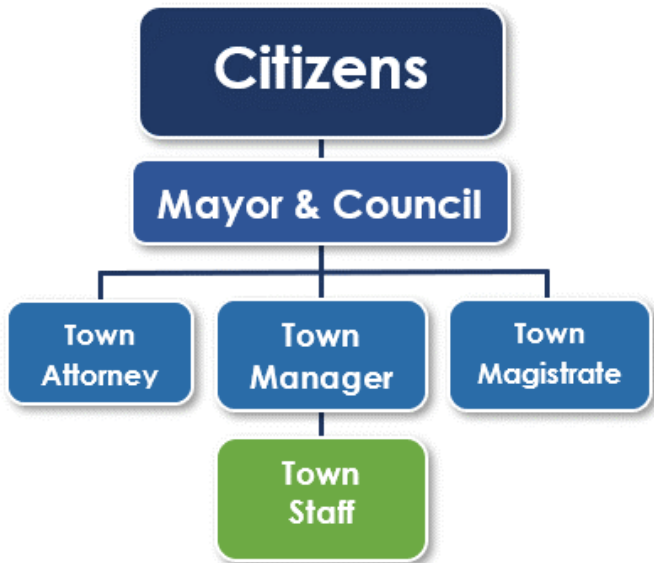 Citizens
Mayor & Council
Town
Attorney
Town
Manager
Town
Magistrate
Town
Staff